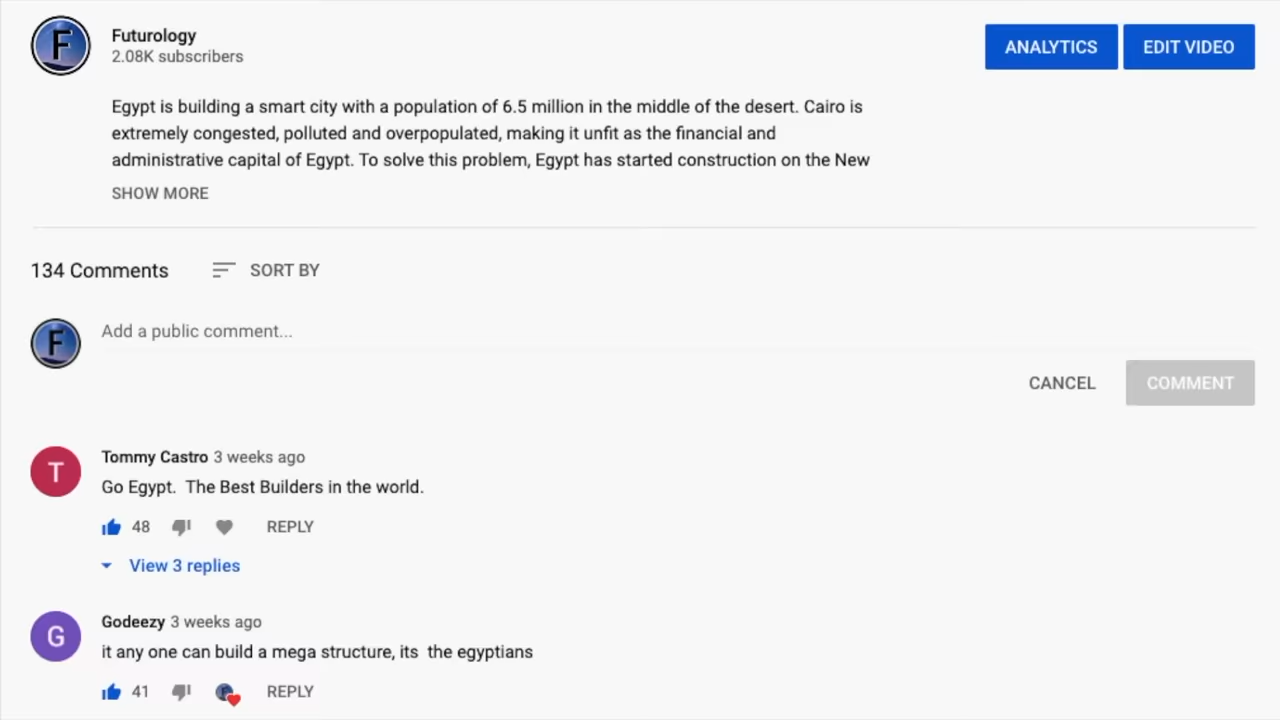 F
Futurology
2.08K subscribers
ANALYTICS
EDIT VIDEO
Egypt is building a smart city with a population of 6.5 million in the middle of the desert. Cairo is
extremely congested, polluted and overpopulated, making it unfit as the financial and
administrative capital of Egypt. To solve this problem, Egypt has started construction on the New
SHOW MORE
134 Comments
SORT BY
F
Add a public comment...
CANCEL
COMMENT
T
Tommy Castro 3 weeks ago
Go Egypt.  The Best Builders in the world.
48
REPLY
View 3 replies
G
Godeezy 3 weeks ago
it any one can build a mega structure, its  the egyptians
41
F
REPLY